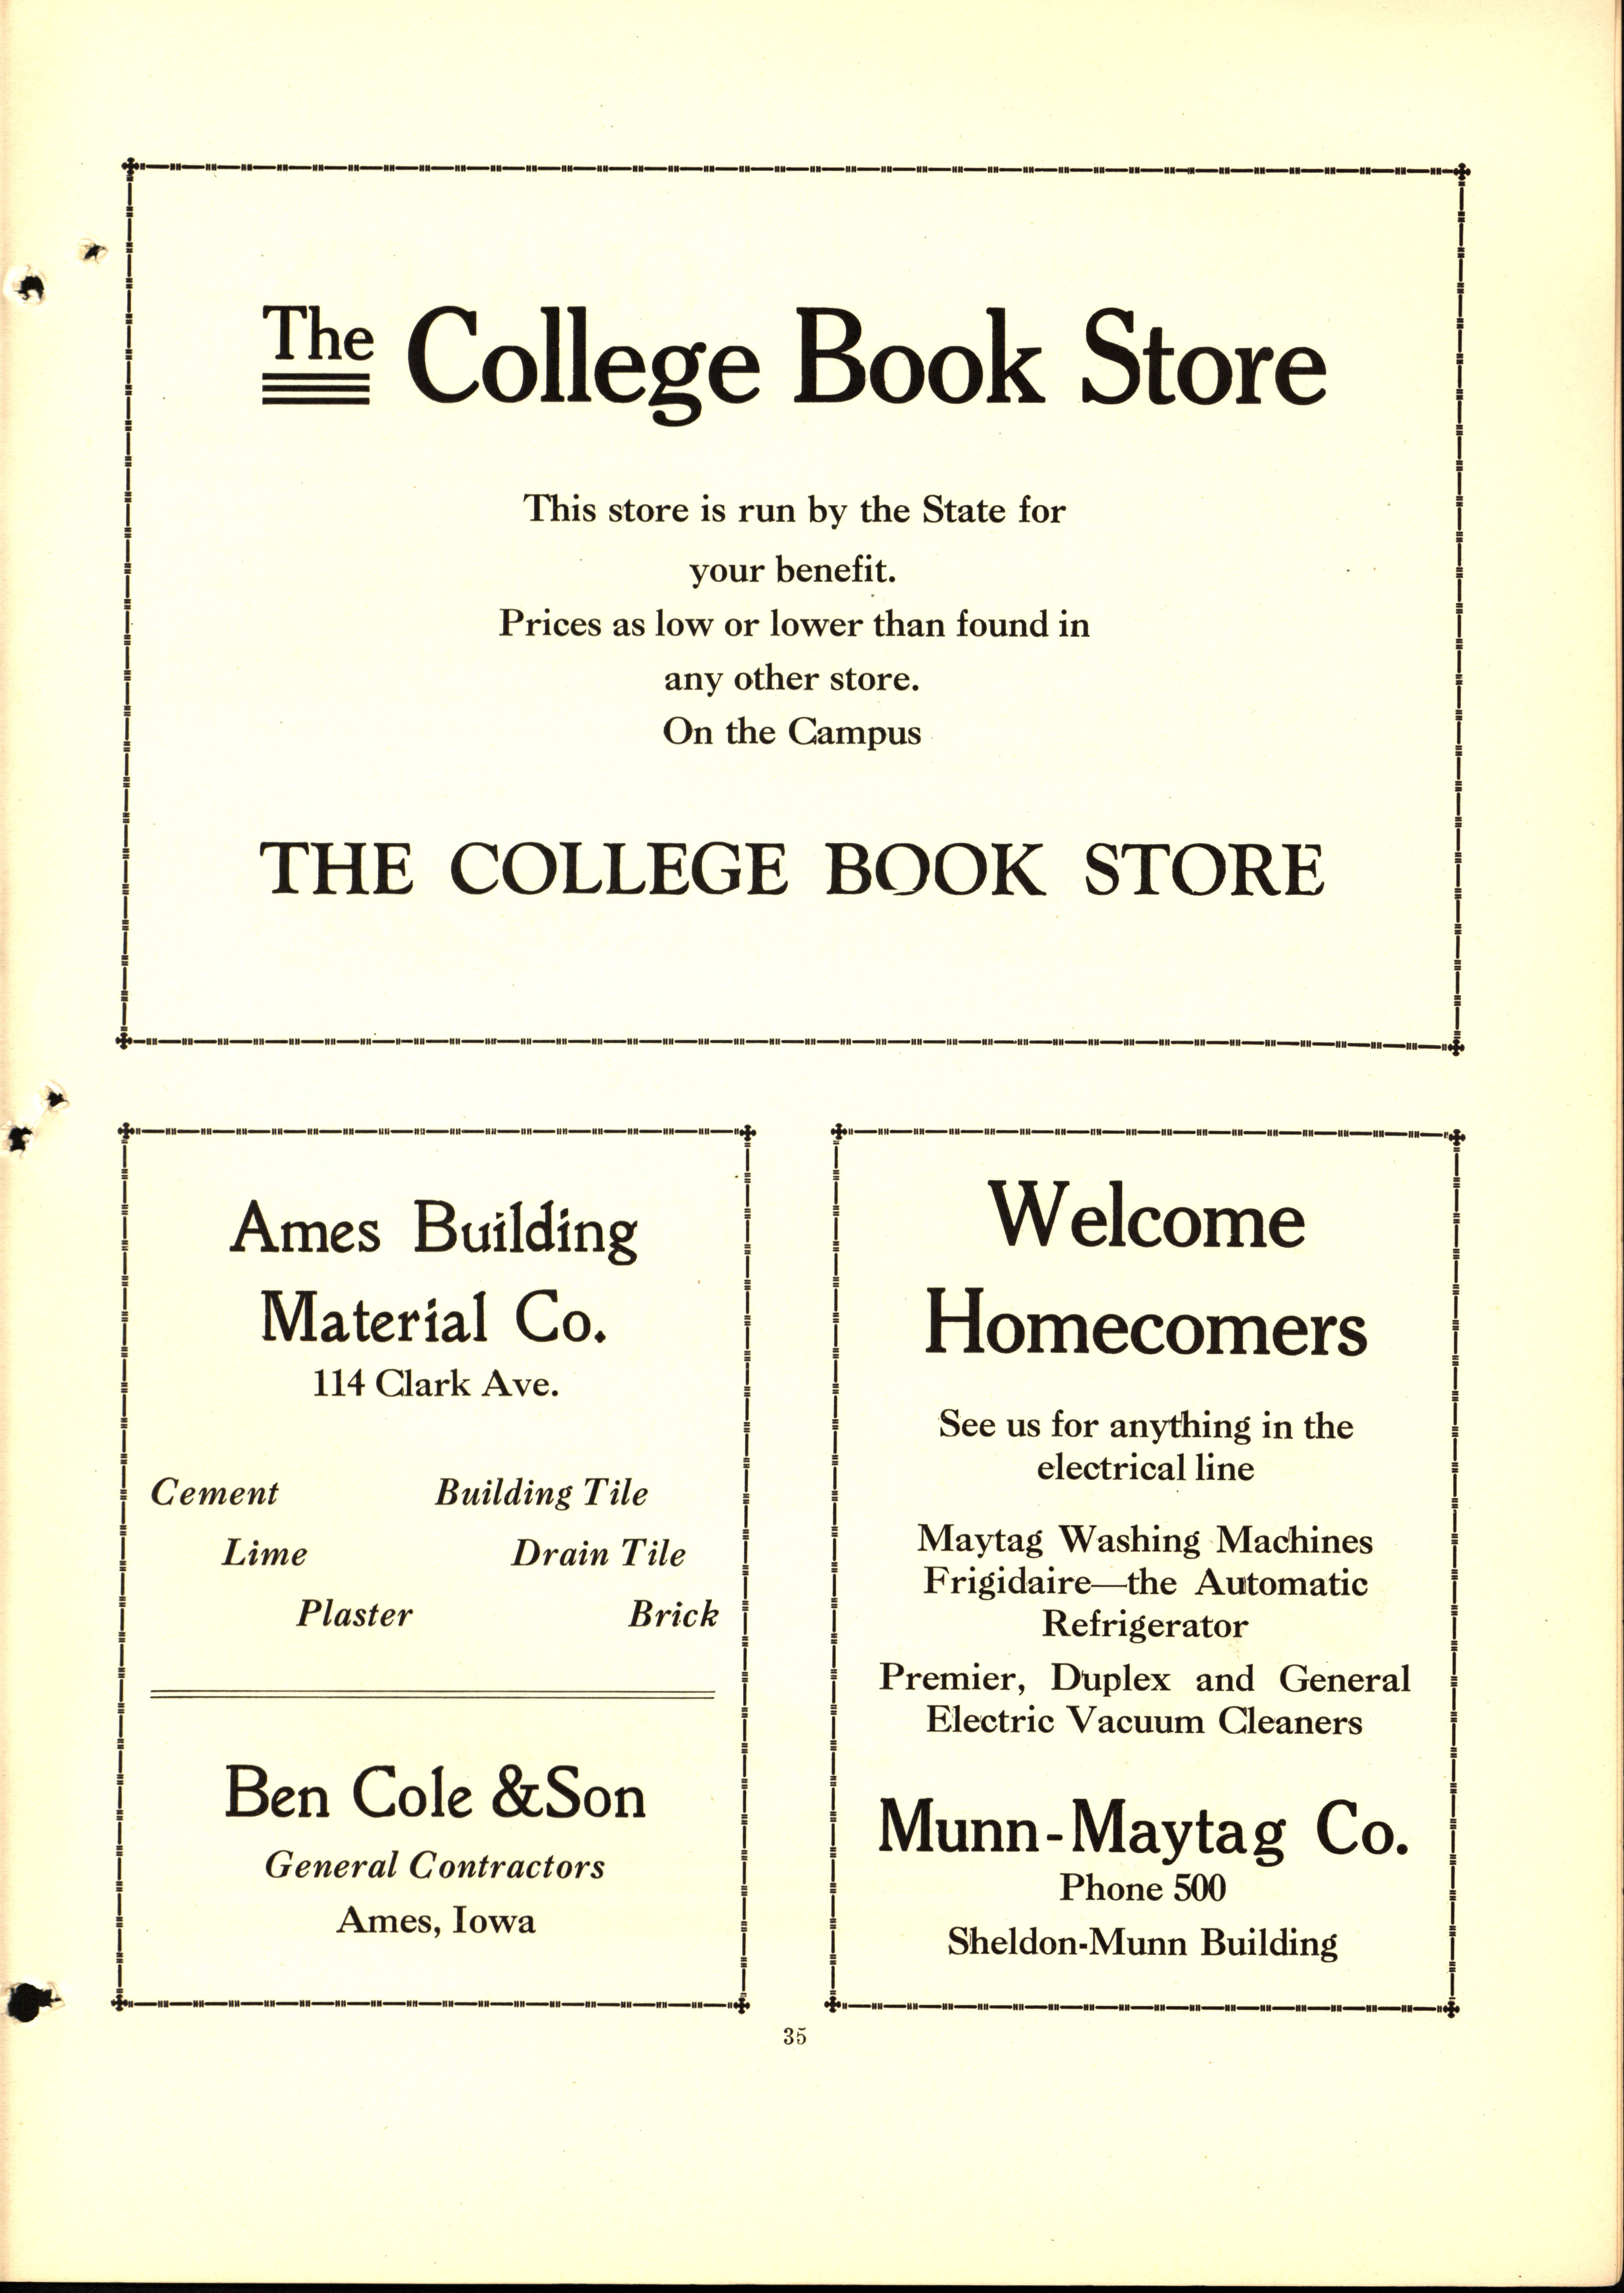 The College Book Store
This store is run by the State for
your benefit.
Prices as low or lower than found in
any other store.
On the Campus
THE COLLEGE BOOK STORE
Ames Building
Material Co.
114 Clark Ave.
Cement Building Tile
Lime Drain Tile
Plaster Brick
Ben Cole &Son
General Contractors
Ames, Iowa
Welcome
Homecomers
See us for anything in the
electrical line
Maytag Washing Machines
Frigidaire—the Automatic
Refrigerator
Premier, Duplex and General
Electric Vacuum Cleaners
Munn-Maytag Co.
Phone 500
Sheldon-Munn Building
35